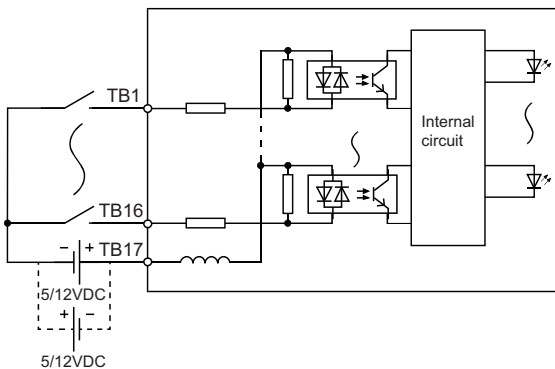 TB1
Internal
circuit
TB16
TB17
− +
5/12VDC
+ −
5/12VDC